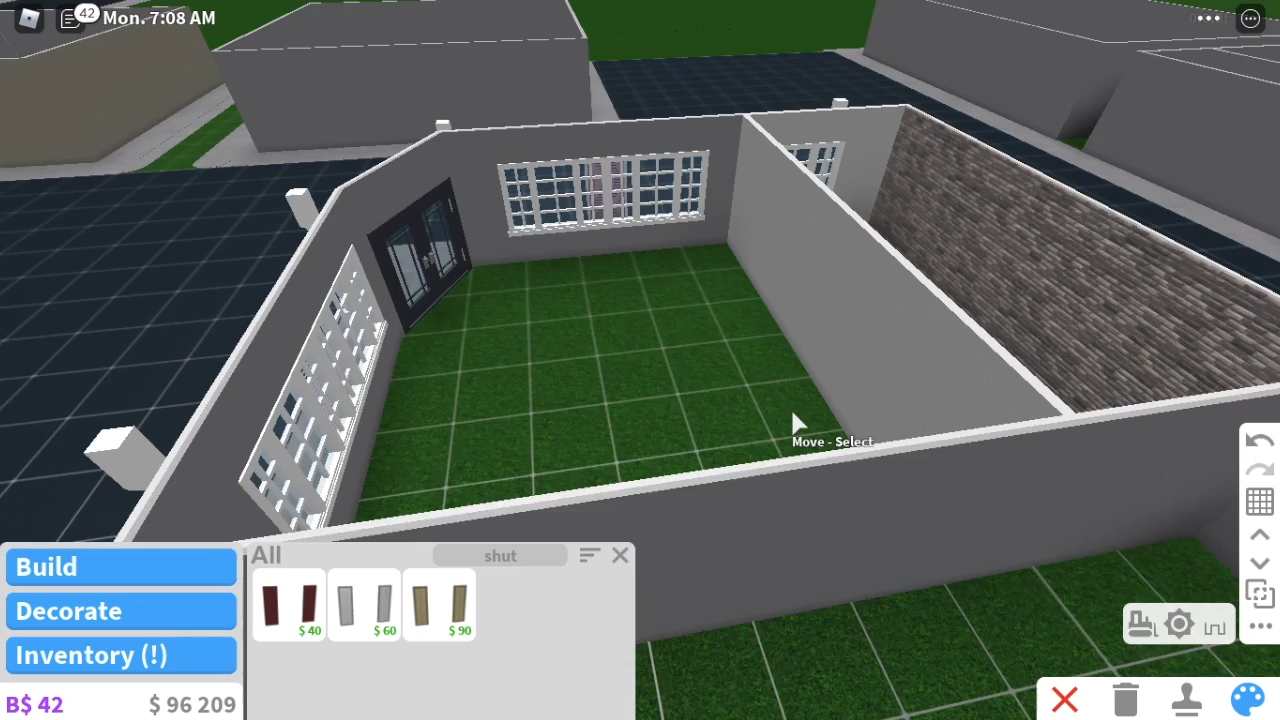 42
Mon. 7:08 AM
Move - Select
Build
Decorate
Inventory (!)
B$ 42
$ 96 209
All
shut
$ 40
$ 60
$ 90